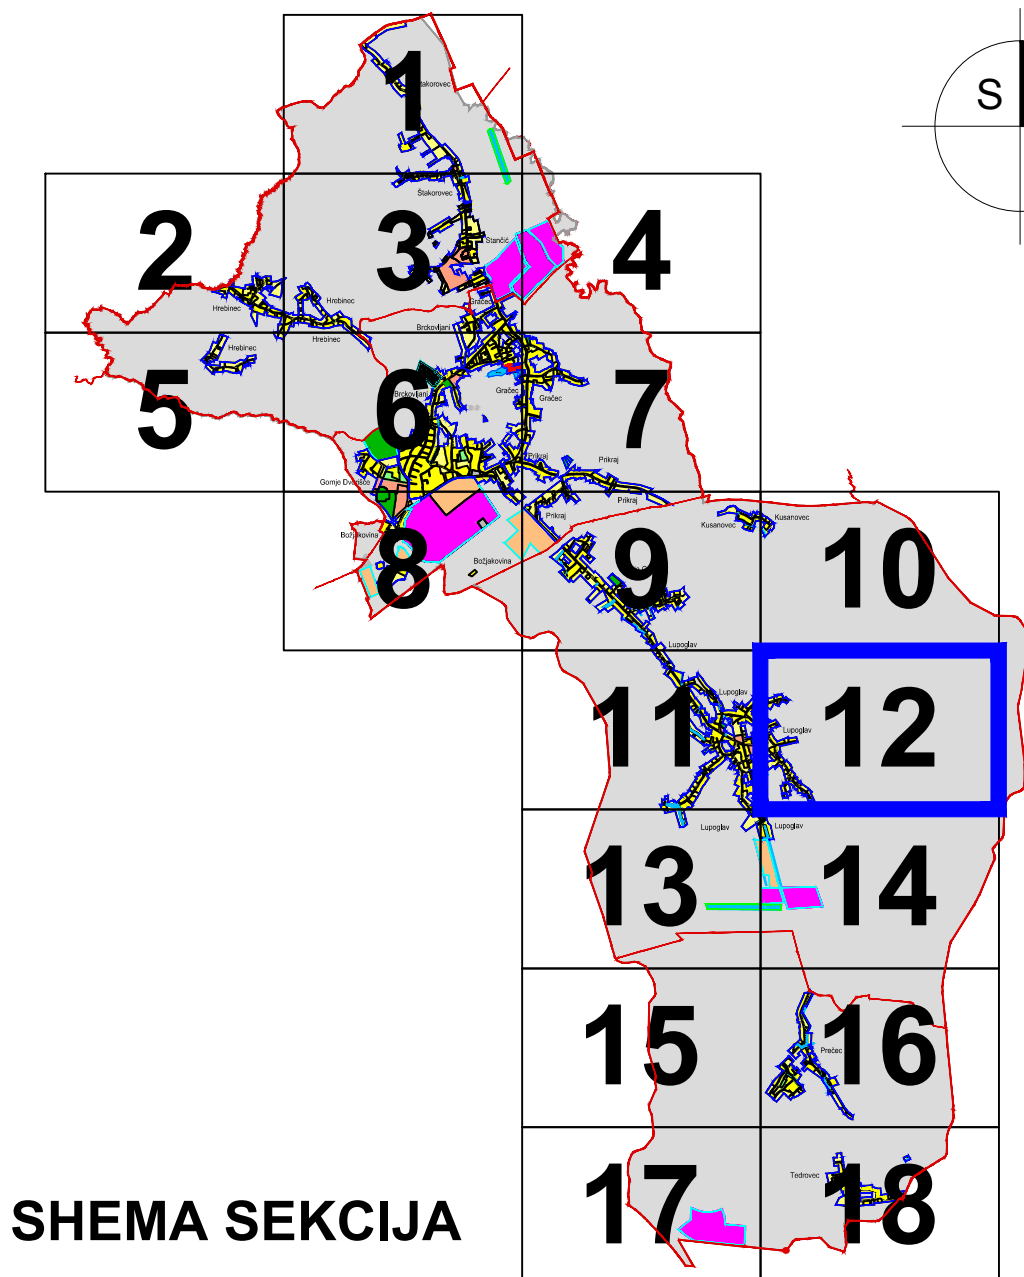 1
S
Štakorovec
2
3
4
Štakorovec
Stančić
Hrebinec
Hrebinec
Gračec
Brckovljani
Hrebinec
Hrebinec
5
6
7
Brckovljani
Gračec
Gračec
Prikraj
Prikraj
Gornje Dvorišće
Prikraj
Prikraj
Kusanovec
Kusanovec
Božjakovina
8
Božjakovina
9
10
Lupoglav
Lupoglav
11
12
Lupoglav
Lupoglav
Lupoglav
13
14
15
16
Prečec
Tedrovec
17
18
SHEMA SEKCIJA